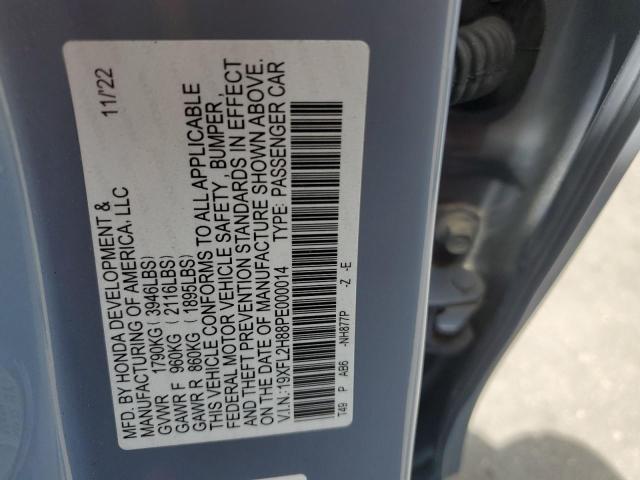 MFD. BY HONDA DEVELOPMENT &
MANUFACTURING OF AMERICA, LLC 11/22
GVWR 1790KG (3946LBS)
GAWR F 960KG (2116LBS)
GAWR R 860KG (1895LBS)
THIS VEHICLE CONFORMS TO ALL APPLICABLE
FEDERAL MOTOR VEHICLE SAFETY, BUMPER,
AND THEFT PREVENTION STANDARDS IN EFFECT
ON THE DATE OF MANUFACTURE SHOWN ABOVE.
V.I.N.:19XFL2H88PE000014 TYPE: PASSENGER CAR
T49 P AB6 -NH877P -Z -E